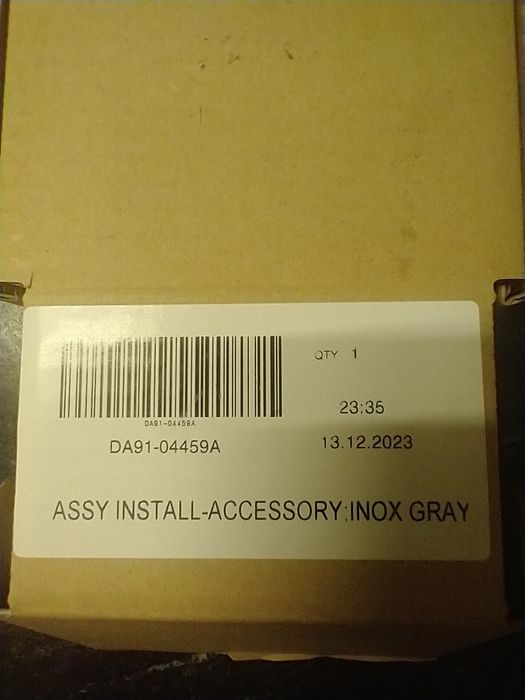 QTY 1
DA91-04459A
23:35
DA91-04459A
13.12.2023
ASSY INSTALL-ACCESSORY;INOX GRAY